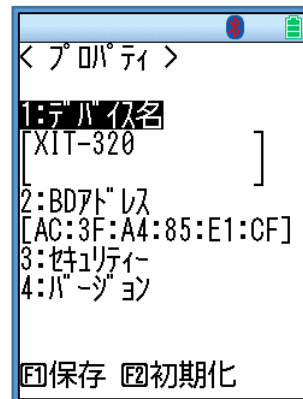 < プロパティ >
1:デバイス名
[XIT-320 ]
2:BDアドレス
[AC:3F:A4:85:E1:CF]
3:セキュリティー
4:バージョン
F1保存 F2初期化